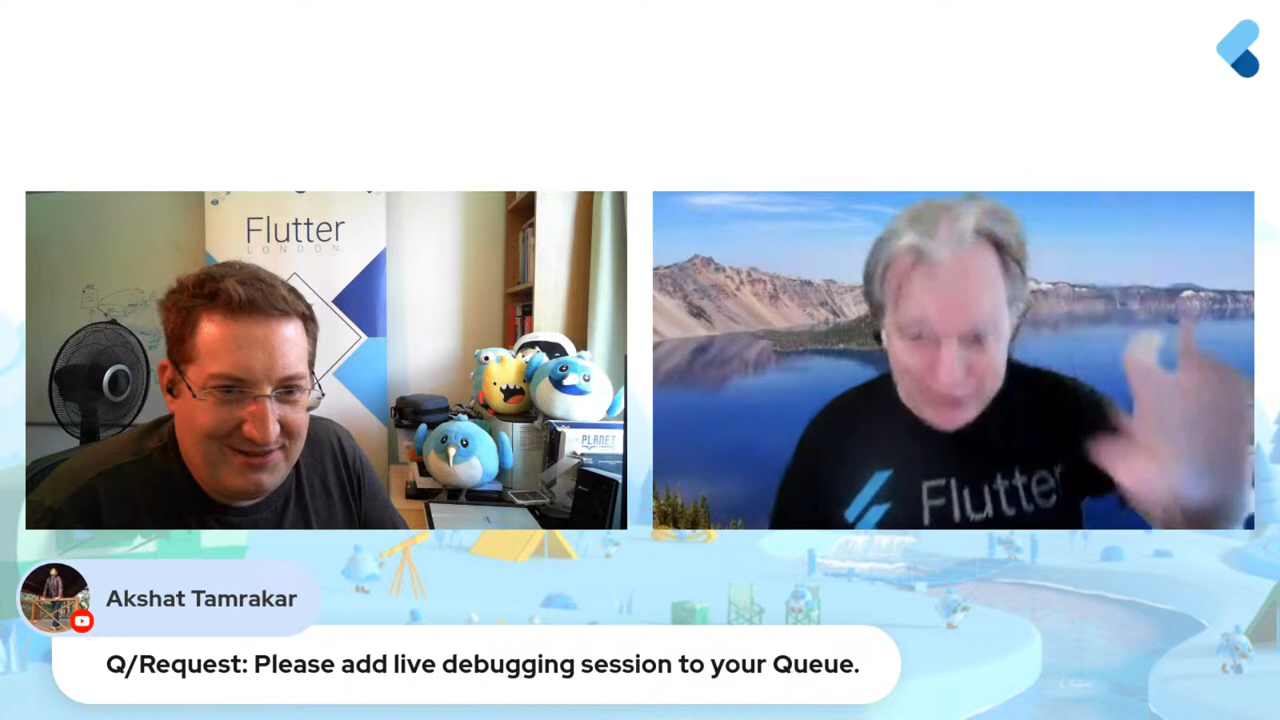 Flutter
LONDON
PLANET
Flutter
Akshat Tamrakar
Q/Request: Please add live debugging session to your Queue.